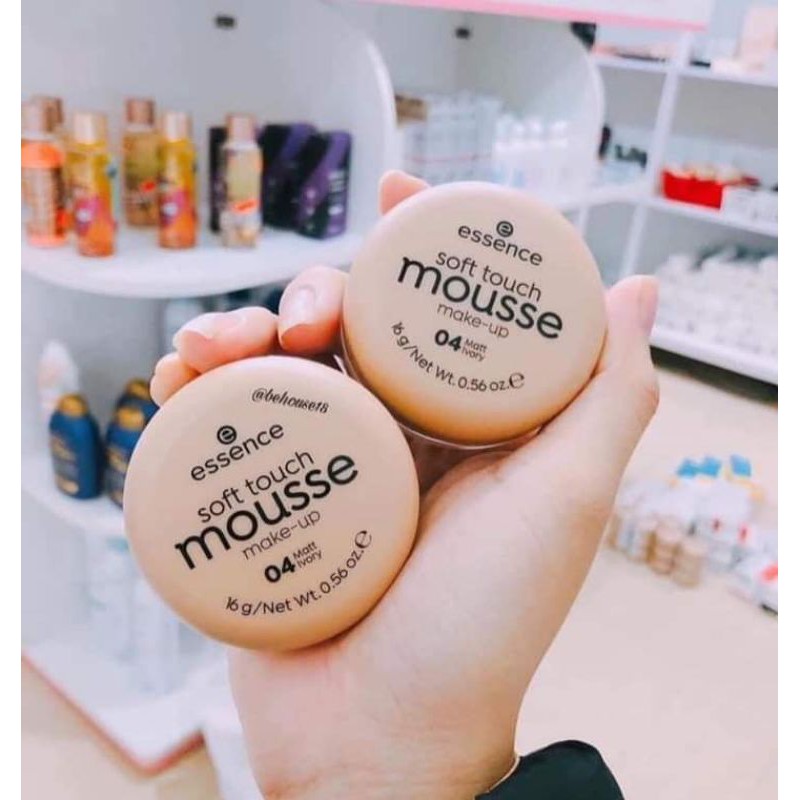 e
essence
soft touch
mousse
make-up
04 Matt Ivory
16 g/Net Wt. 0.56 oz.e
@behouse18
e
essence
soft touch
mousse
make-up
04 Matt Ivory
16 g/Net Wt. 0.56 oz.e